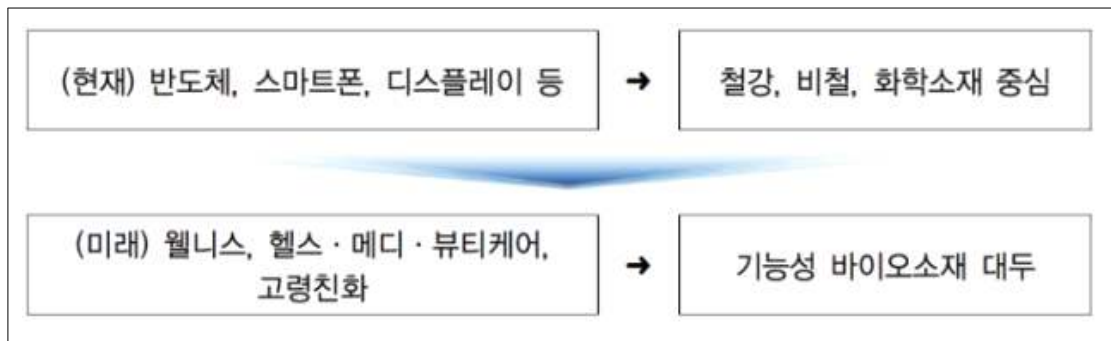 (현재) 반도체, 스마트폰, 디스플레이 등
➜
철강, 비철, 화학소재 중심
(미래) 웰니스, 헬스·메디·뷰티케어,
고령친화
➜
기능성 바이오소재 대두